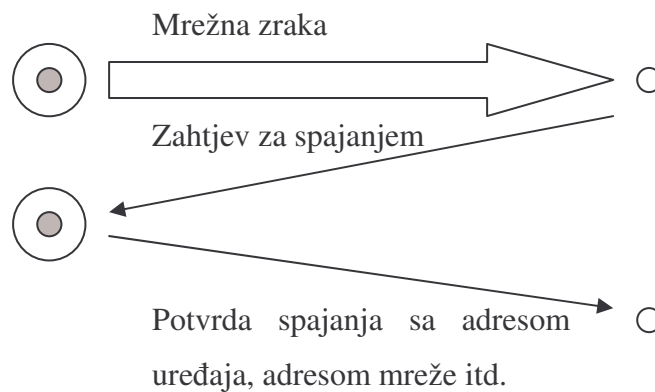 Mrežna zraka
Zahtjev za spajanjem
Potvrda spajanja sa adresom
uređaja, adresom mreže itd.